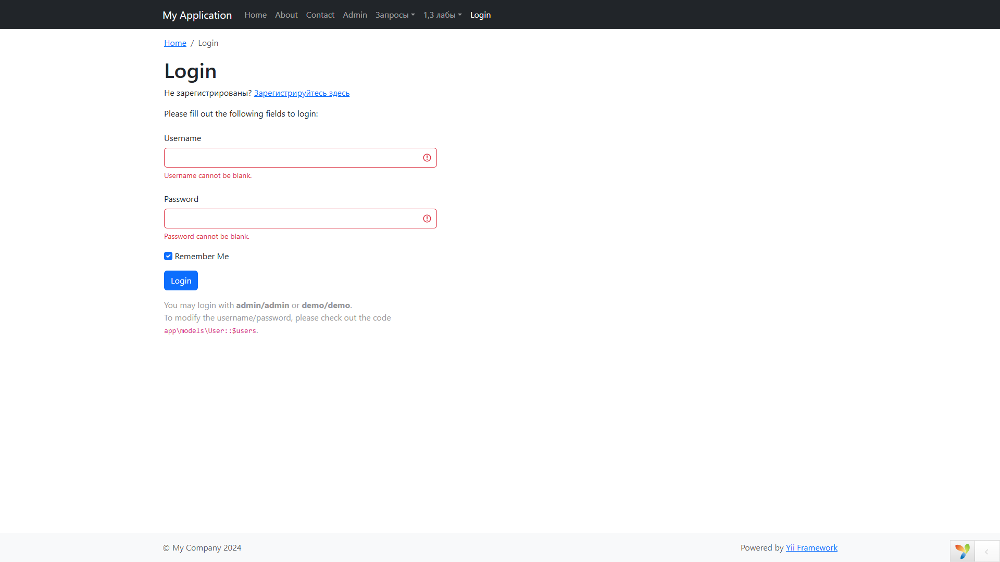 My Application Home About Contact Admin Запросы 1,3 лабы Login
Home / Login
Login
Не зарегистрированы? Зарегистрируйтесь здесь
Please fill out the following fields to login:
Username
Username cannot be blank.
Password
Password cannot be blank.
Remember Me
Login
You may login with admin/admin or demo/demo.
To modify the username/password, please check out the code
app\models\User::$users.
© My Company 2024 Powered by Yii Framework